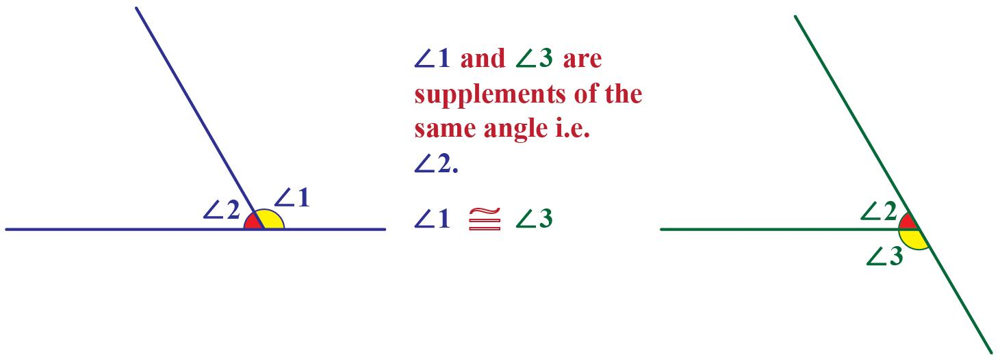 ∠2
∠1
∠1 and ∠3 are
supplements of the
same angle i.e.
∠2.
∠1 ≅ ∠3
∠2
∠3